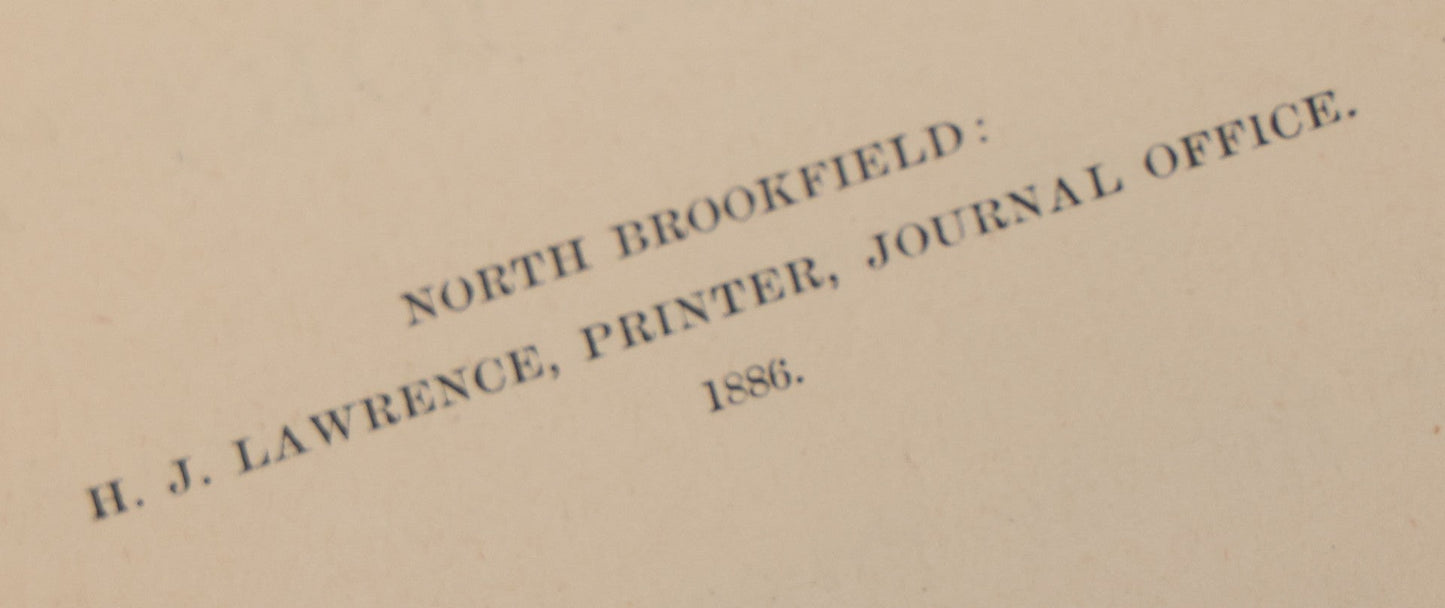 NORTH BROOKFIELD:
H. J. LAWRENCE, PRINTER, JOURNAL OFFICE.
1886.